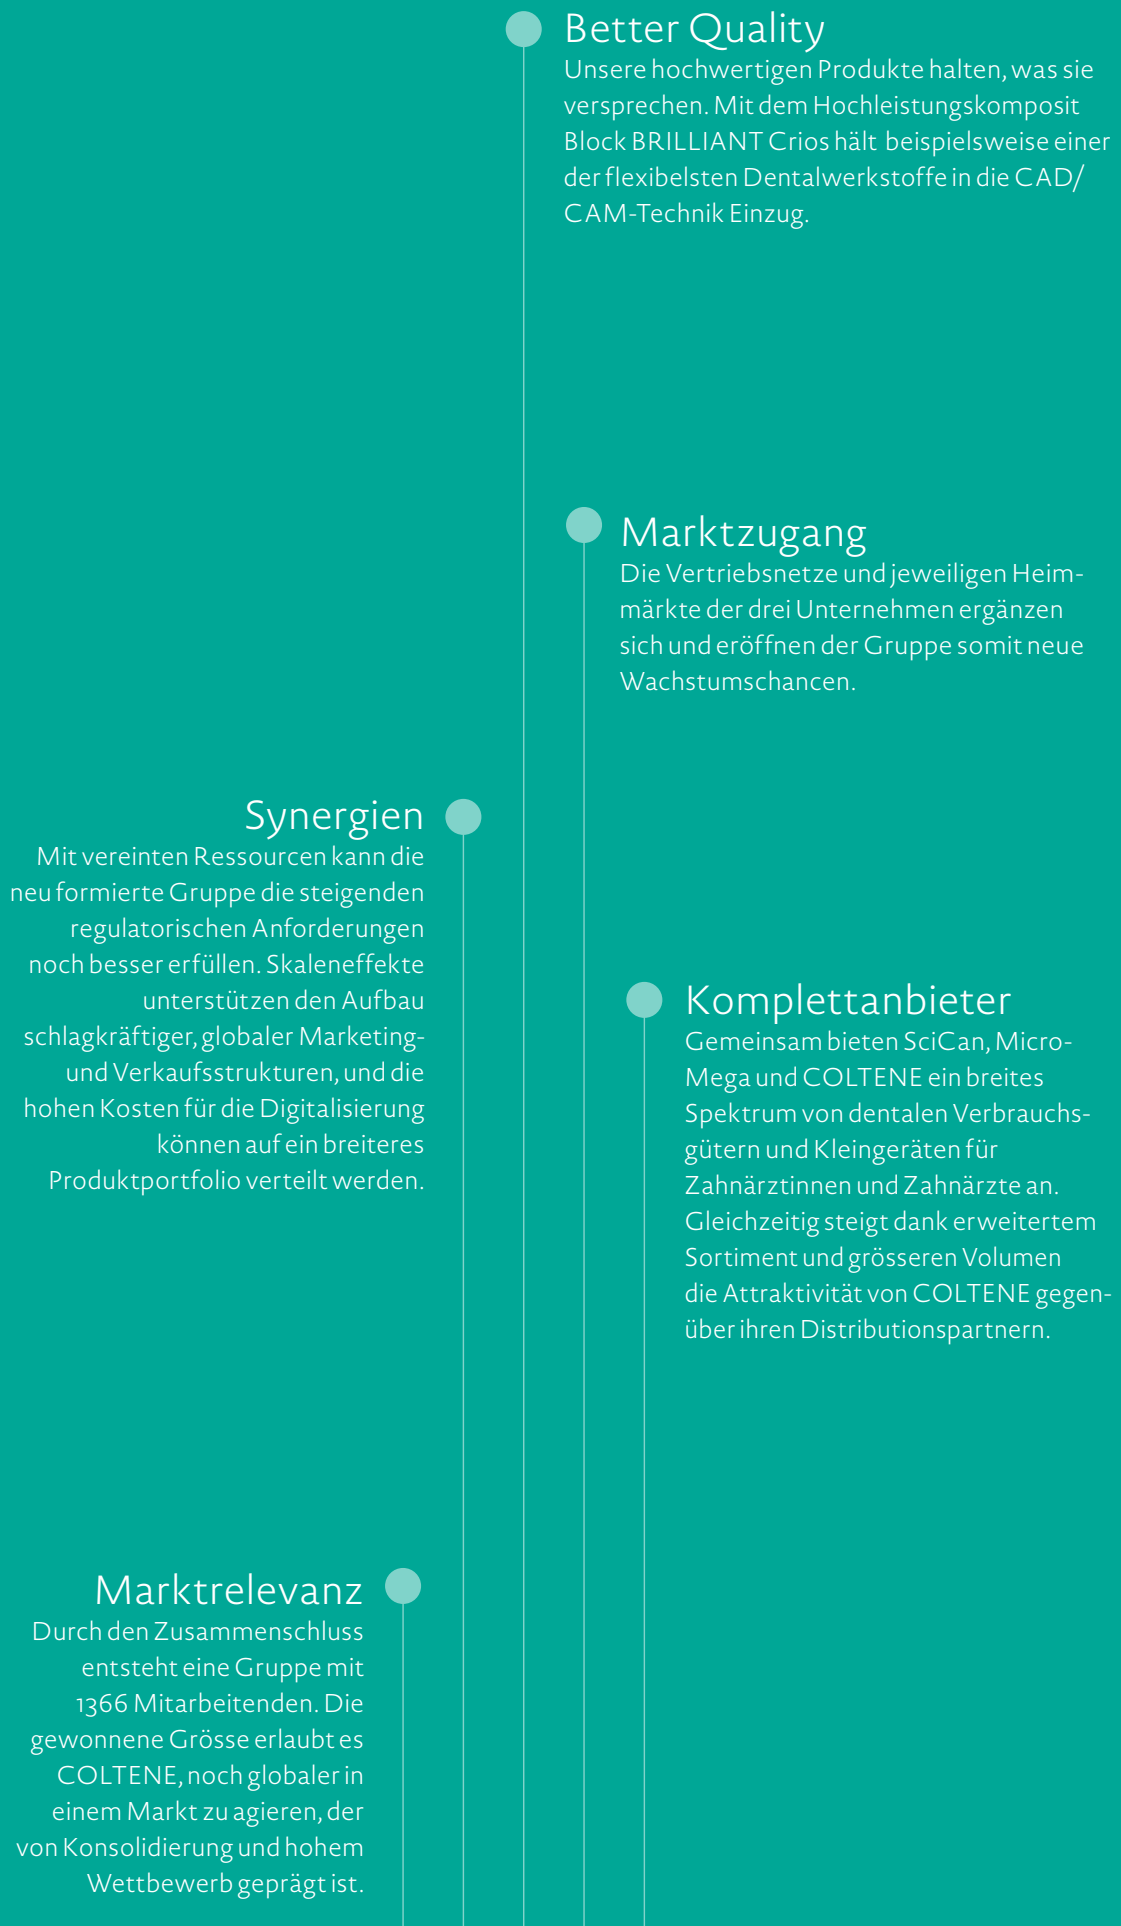 Better Quality
Unsere hochwertigen Produkte halten, was sie
versprechen. Mit dem Hochleistungskomposit
Block BRILLIANT Crios hält beispielsweise einer
der flexibelsten Dentalwerkstoffe in die CAD/
CAM-Technik Einzug.
Marktzugang
Die Vertriebsnetze und jeweiligen Heim-
märkte der drei Unternehmen ergänzen
sich und eröffnen der Gruppe somit neue
Wachstumschancen.
Synergien
Mit vereinten Ressourcen kann die
neu formierte Gruppe die steigenden
regulatorischen Anforderungen
noch besser erfüllen. Skaleneffekte
unterstützen den Aufbau
schlagkräftiger, globaler Marketing-
und Verkaufsstrukturen, und die
hohen Kosten für die Digitalisierung
können auf ein breiteres
Produktportfolio verteilt werden.
Komplettanbieter
Gemeinsam bieten SciCan, Micro-
Mega und COLTENE ein breites
Spektrum von dentalen Verbrauchs-
gütern und Kleingeräten für
Zahnärztinnen und Zahnärzte an.
Gleichzeitig steigt dank erweitertem
Sortiment und grösseren Volumen
die Attraktivität von COLTENE gegen-
über ihren Distributionspartnern.
Marktrelevanz
Durch den Zusammenschluss
entsteht eine Gruppe mit
1366 Mitarbeitenden. Die
gewonnene Grösse erlaubt es
COLTENE, noch globaler in
einem Markt zu agieren, der
von Konsolidierung und hohem
Wettbewerb geprägt ist.